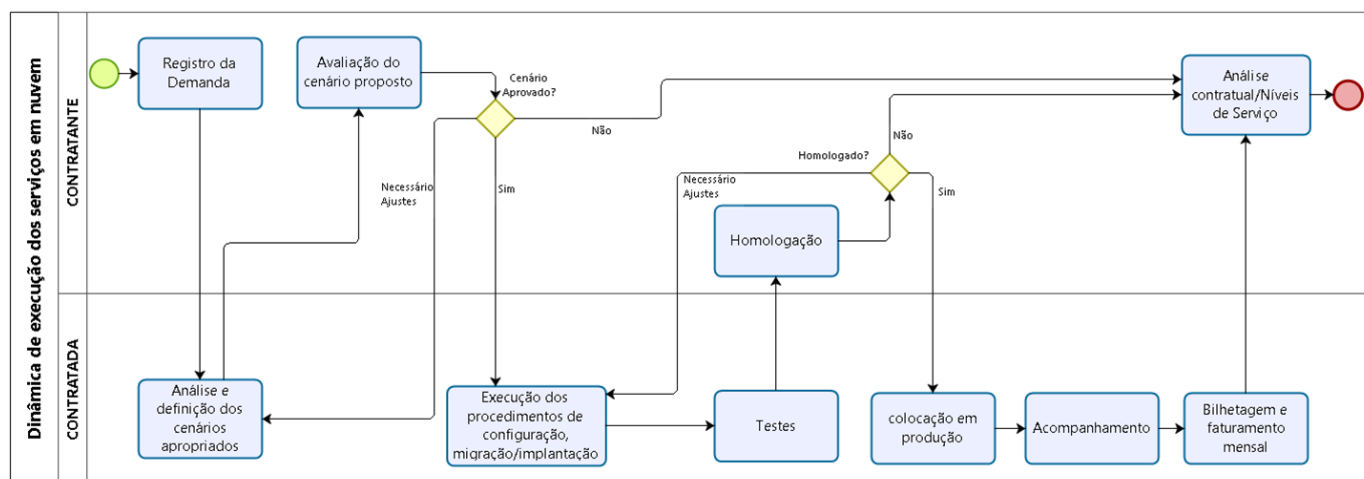 Dinâmica de execução dos serviços em nuvem
CONTRATANTE
Registro da
Demanda
Avaliação do
cenário proposto
Cenário
Aprovado?
Não
Necessário
Ajustes
Sim
Análise
contratual/Níveis
de Serviço
Não
Homologado?
Necessário
Ajustes
Sim
Homologação
CONTRATADA
Análise e
definição dos
cenários
apropriados
Execução dos
procedimentos de
configuração,
migração/implantação
Testes
colocação em
produção
Acompanhamento
Bilhetagem e
faturamento
mensal